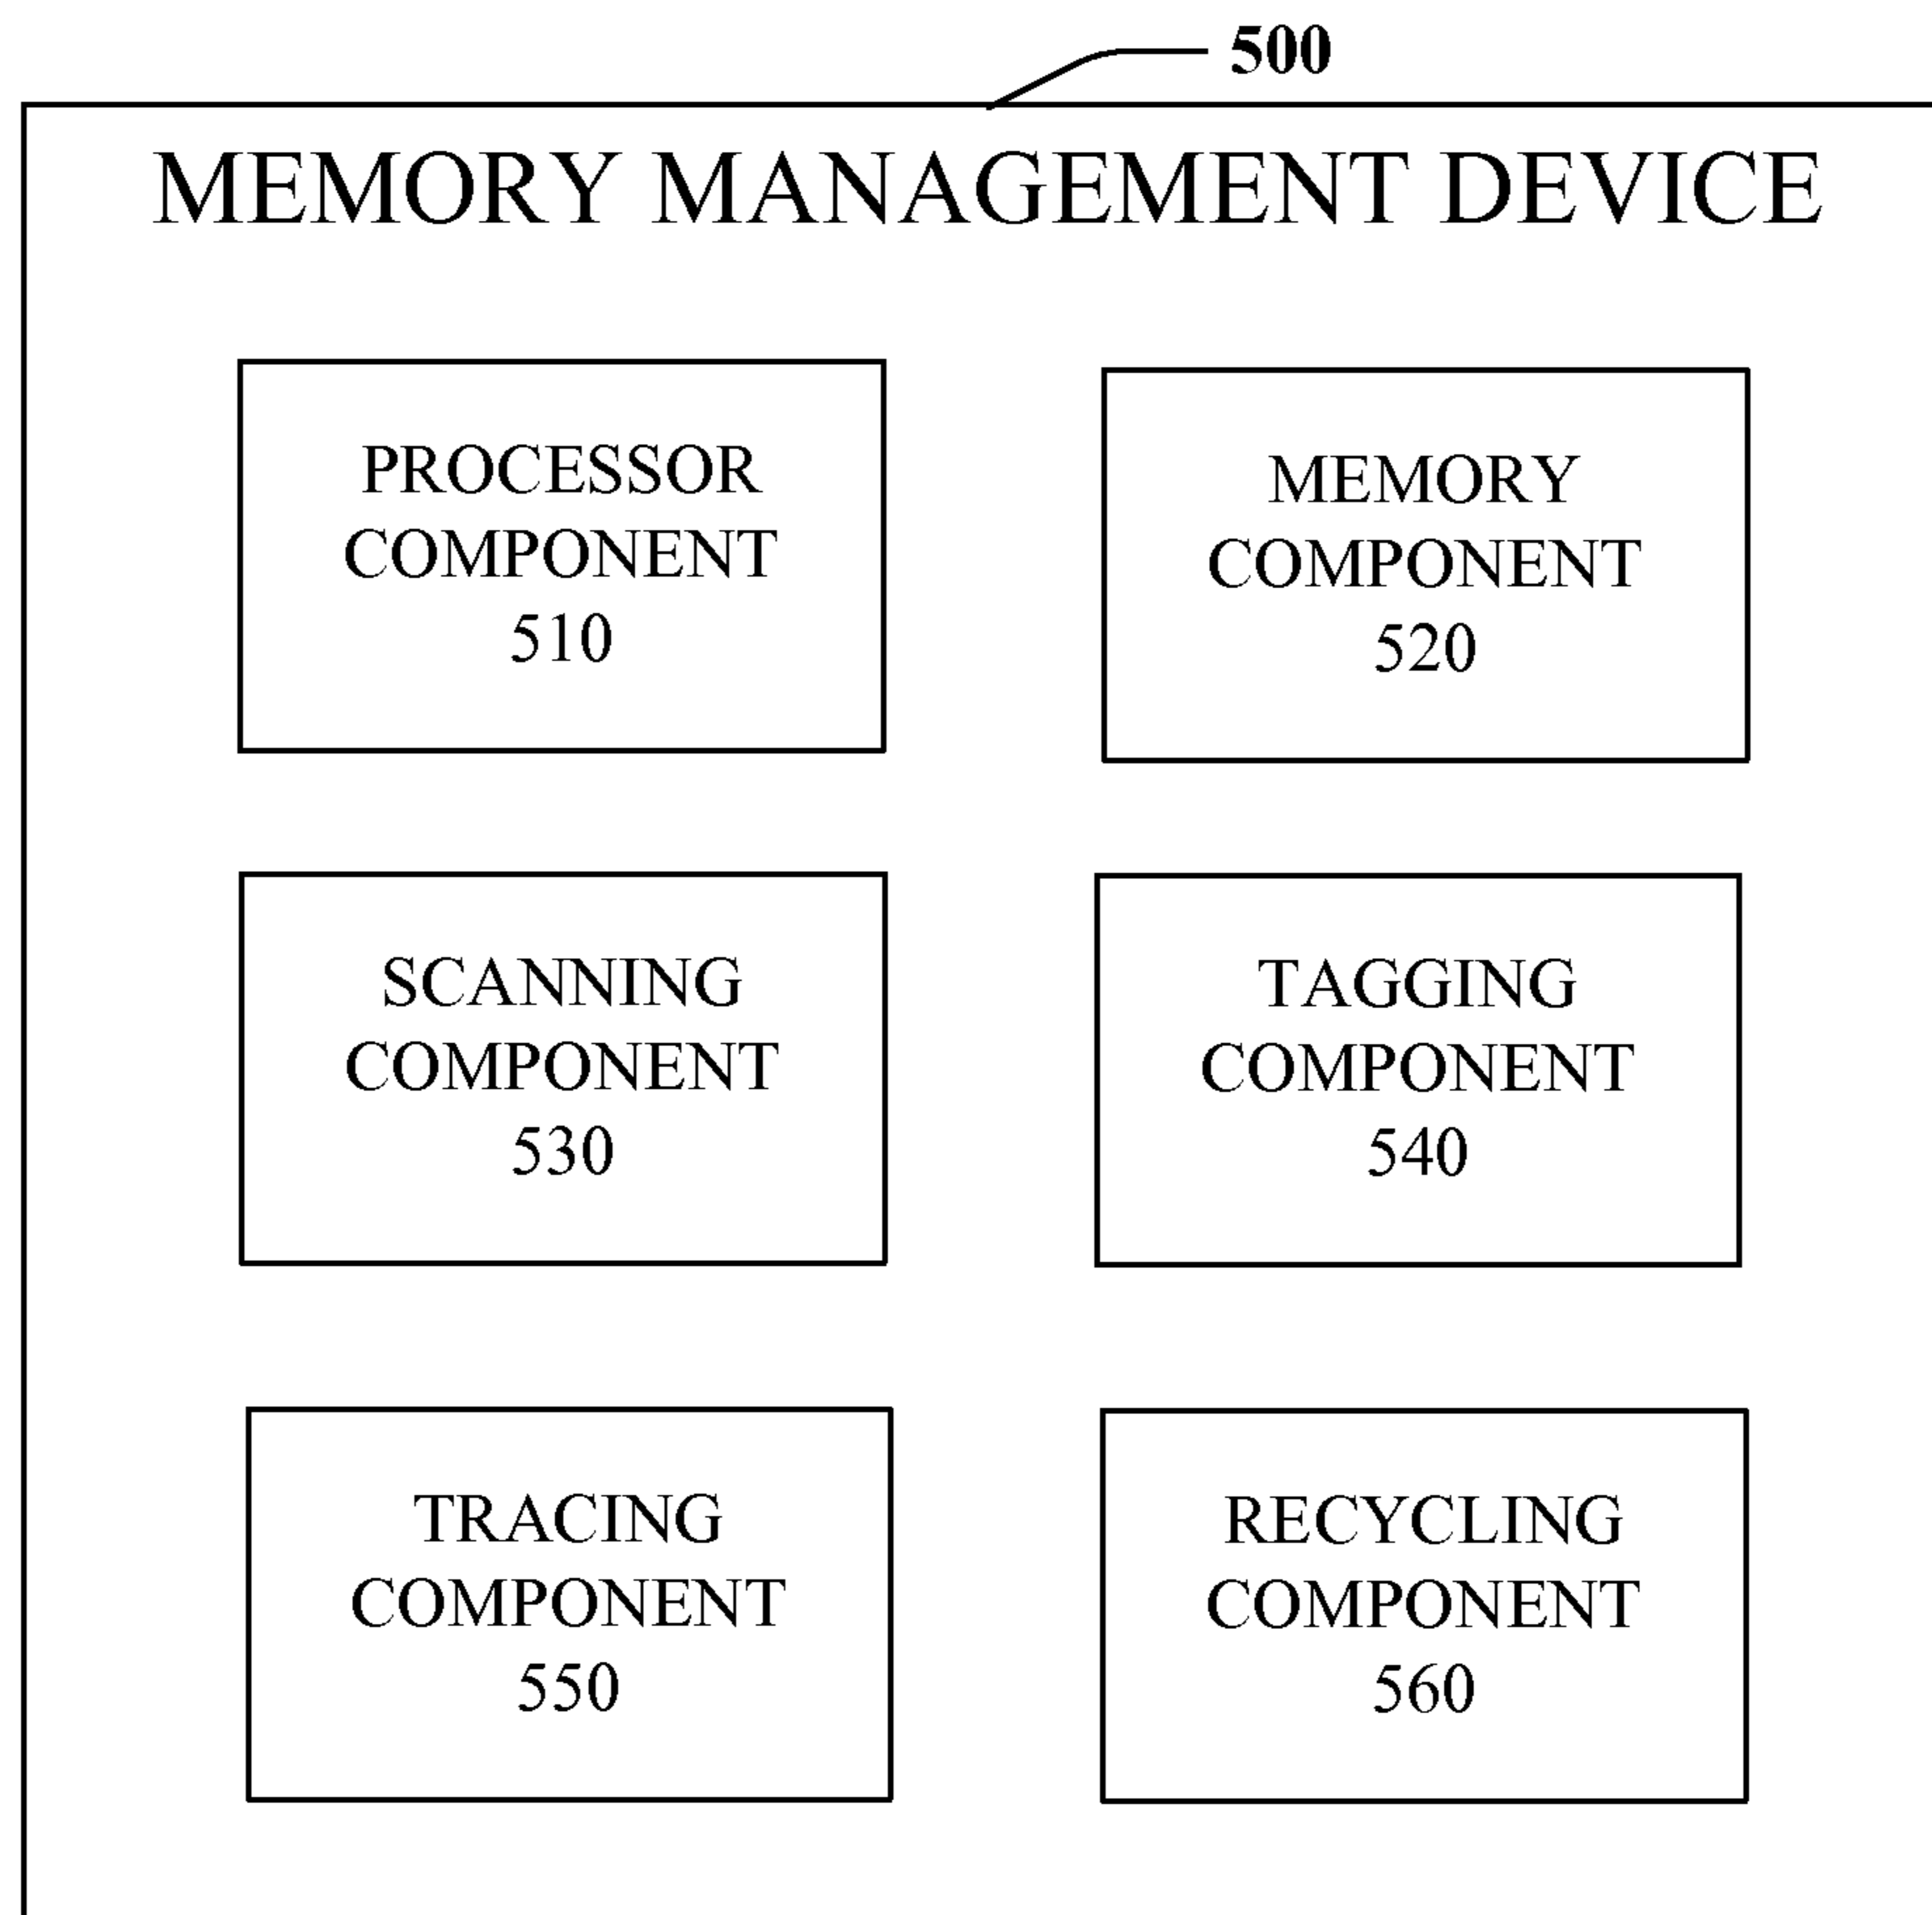 500
MEMORY MANAGEMENT DEVICE
PROCESSOR
COMPONENT
510
MEMORY
COMPONENT
520
SCANNING
COMPONENT
530
TAGGING
COMPONENT
540
TRACING
COMPONENT
550
RECYCLING
COMPONENT
560